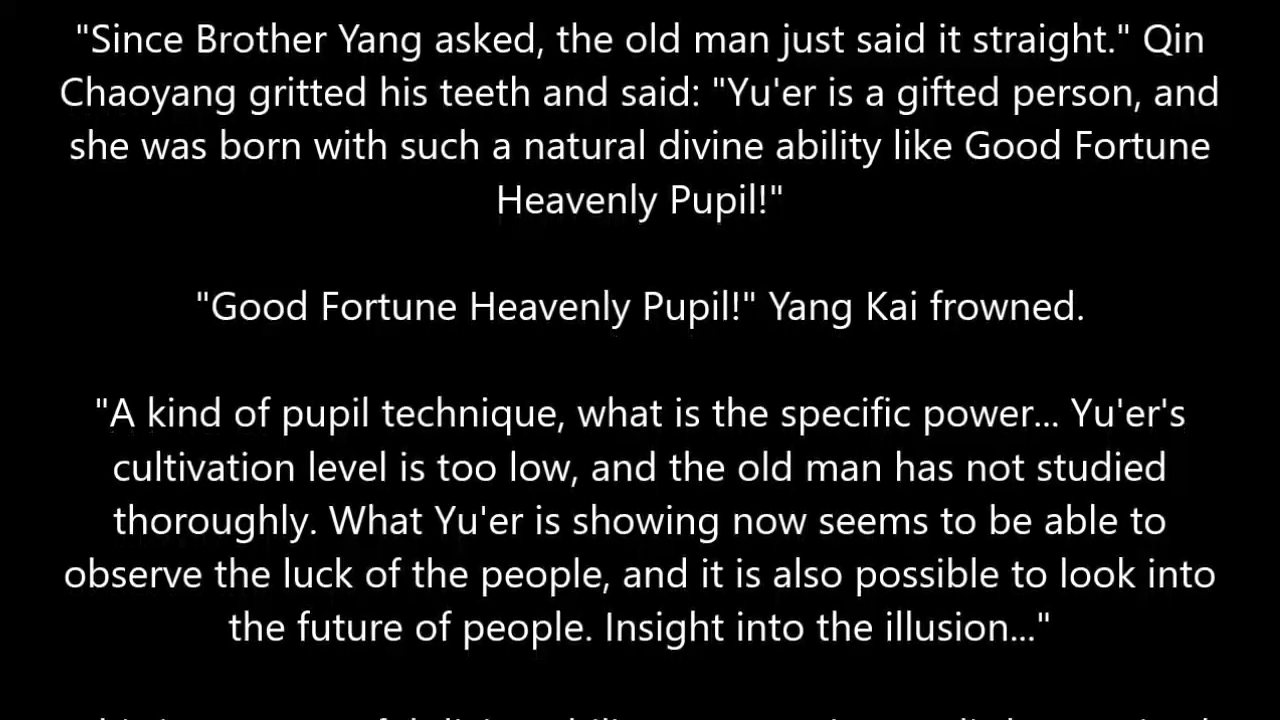 "Since Brother Yang asked, the old man just said it straight." Qin
Chaoyang gritted his teeth and said: "Yu'er is a gifted person, and
she was born with such a natural divine ability like Good Fortune
Heavenly Pupil!"
"Good Fortune Heavenly Pupil!" Yang Kai frowned.
"A kind of pupil technique, what is the specific power... Yu'er's
cultivation level is too low, and the old man has not studied
thoroughly. What Yu'er is showing now seems to be able to
observe the luck of the people, and it is also possible to look into
the future of people. Insight into the illusion..."